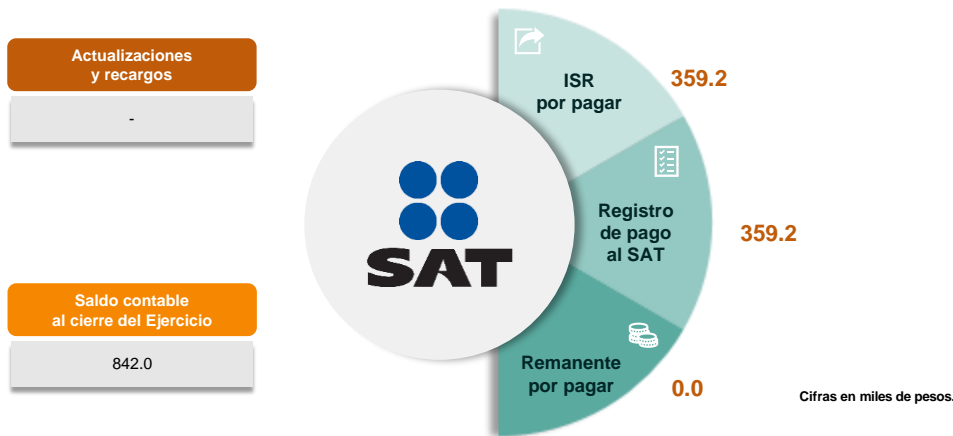 Actualizaciones
y recargos
-
Saldo contable
al cierre del Ejercicio
842.0
SAT
ISR
por pagar
359.2
Registro
de pago
al SAT
359.2
Remanente
por pagar
0.0
Cifras en miles de pesos.